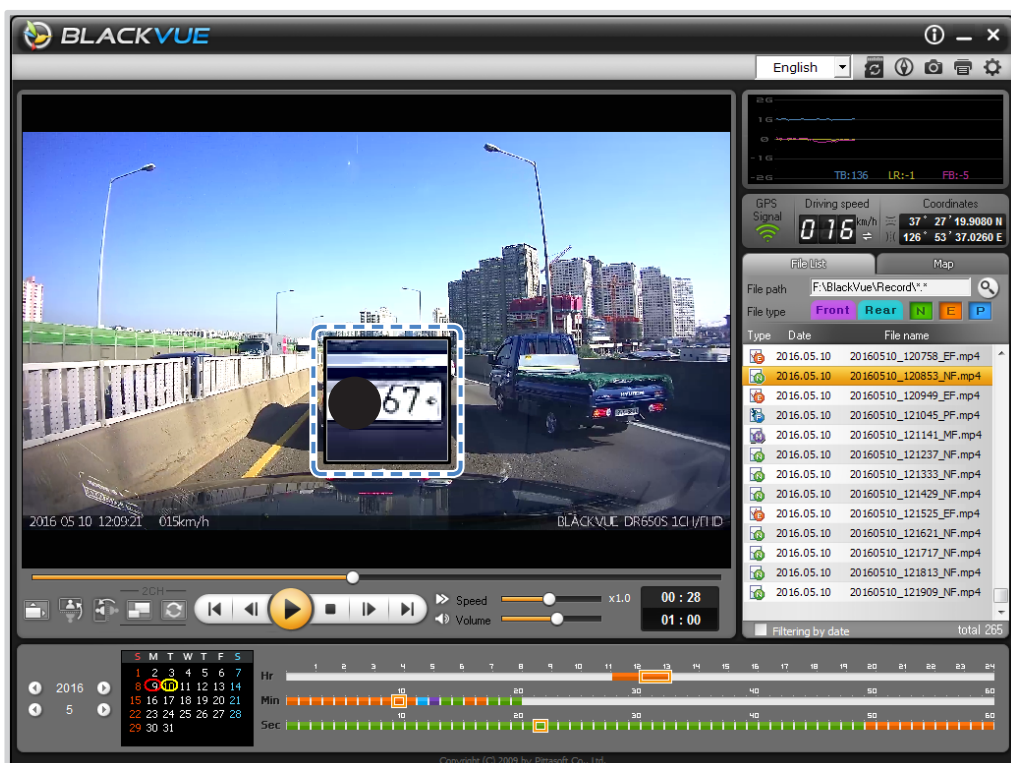 BLACKVUE
English
2G
1G
0
-1G
-2G
TB:136 LR:-1 FB:-5
GPS Signal
Driving speed
016 km/h
Coordinates
37° 27' 19.9080 N
126° 53' 37.0260 E
File List
Map
File path F:\BlackVue\Record\*.*
File type Front Rear N E P
Type Date File name
2016.05.10 20160510_120758_EF.mp4
2016.05.10 20160510_120853_NF.mp4
2016.05.10 20160510_120949_EF.mp4
2016.05.10 20160510_121045_PF.mp4
2016.05.10 20160510_121141_MF.mp4
2016.05.10 20160510_121237_NF.mp4
2016.05.10 20160510_121333_NF.mp4
2016.05.10 20160510_121429_NF.mp4
2016.05.10 20160510_121525_EF.mp4
2016.05.10 20160510_121621_NF.mp4
2016.05.10 20160510_121717_NF.mp4
2016.05.10 20160510_121813_NF.mp4
2016.05.10 20160510_121909_NF.mp4
Filtering by date
total 265
67
HYUNDAI
2016 05 10 12:09:21 015km/h
BLACKVUE DR650S 1CH/FHD
2CH
Speed x1.0
Volume
00 : 28
01 : 00
2016
5
S M T W T F S
1 2 3 4 5 6 7
8 9 10 11 12 13 14
15 16 17 18 19 20 21
22 23 24 25 26 27 28
29 30 31
Hr 1 2 3 4 5 6 7 8 9 10 11 12 13 14 15 16 17 18 19 20 21 22 23 24
Min 10 20 30 40 50 60
Sec 10 20 30 40 50 60
Copyright (C) 2009 by Pittasoft Co., Ltd.